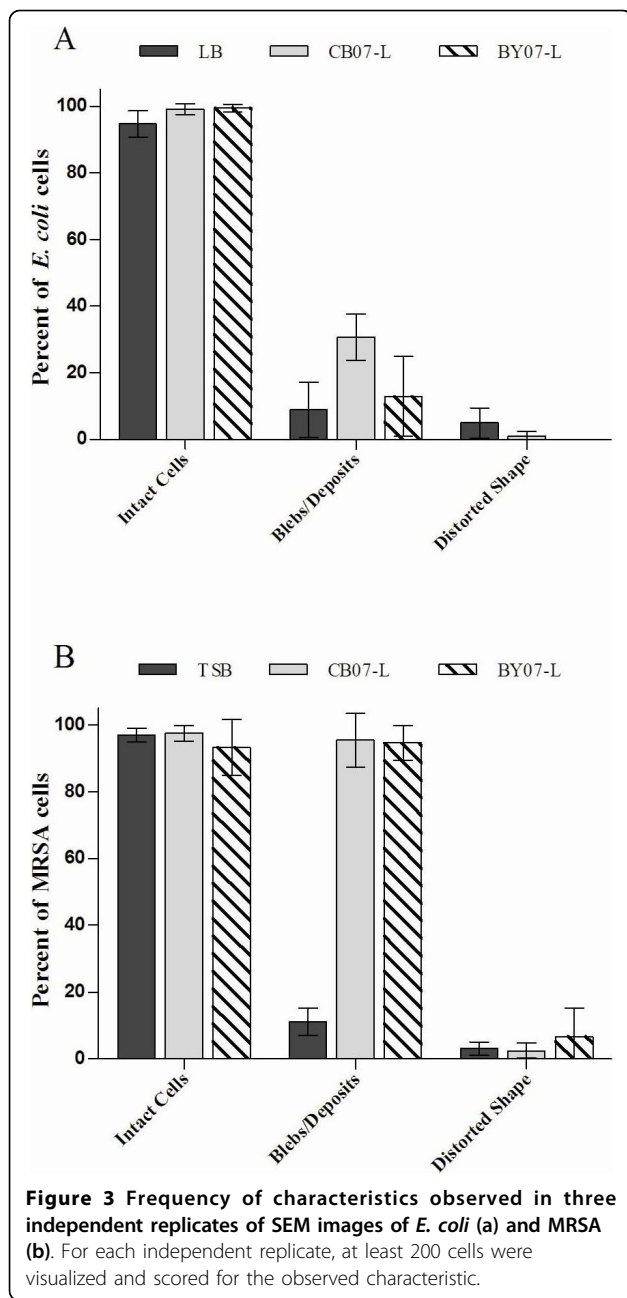 A
LB CB07-L BY07-L
100
80
60
40
20
0
Percent of E. coli cells
Intact Cells
Blebs/Deposits
Distorted Shape
B
TSB CB07-L BY07-L
100
80
60
40
20
0
Percent of MRSA cells
Intact Cells
Blebs/Deposits
Distorted Shape
Figure 3 Frequency of characteristics observed in three
independent replicates of SEM images of E. coli (a) and MRSA
(b). For each independent replicate, at least 200 cells were
visualized and scored for the observed characteristic.